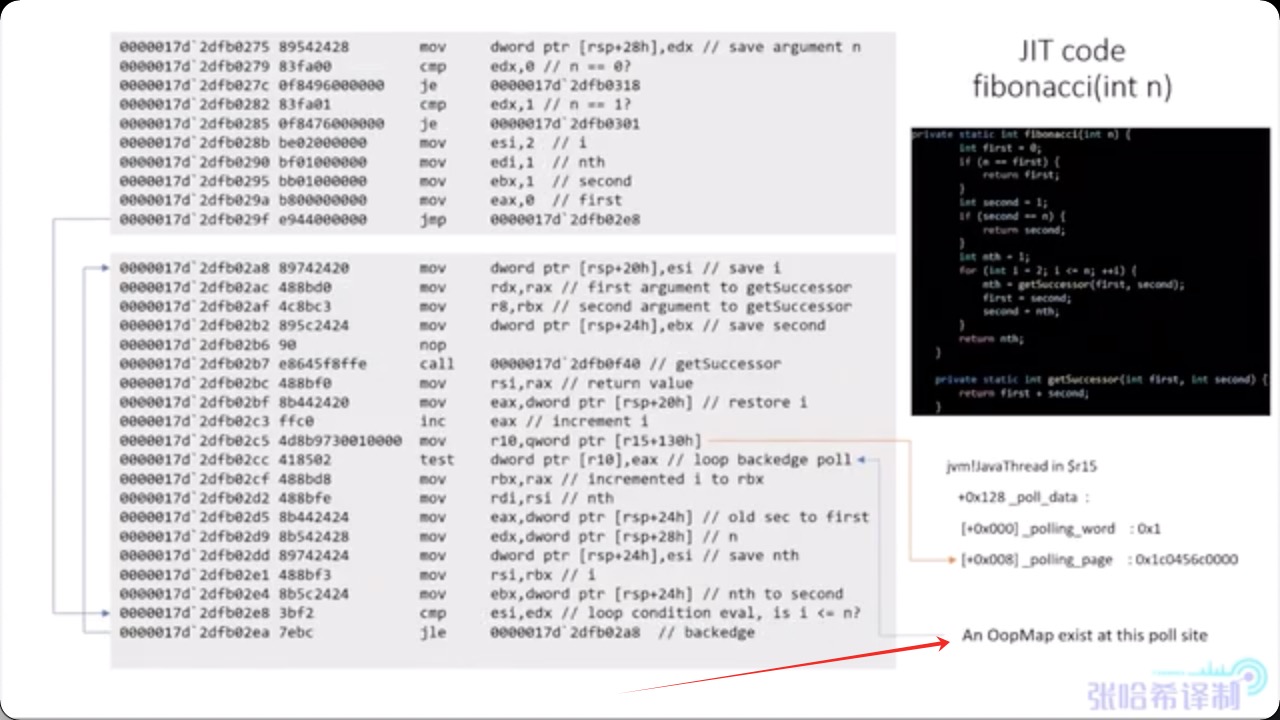 0000017d`2dfb0275 89542428 mov dword ptr [rsp+28h],edx // save argument n
0000017d`2dfb0279 83fa00 cmp edx,0 // n == 0?
0000017d`2dfb027c 0f8496000000 je 0000017d`2dfb0318
0000017d`2dfb0282 83fa01 cmp edx,1 // n == 1?
0000017d`2dfb0285 0f8476000000 je 0000017d`2dfb0301
0000017d`2dfb028b be02000000 mov esi,2 // i
0000017d`2dfb0290 bf01000000 mov edi,1 // nth
0000017d`2dfb0295 bb01000000 mov ebx,1 // second
0000017d`2dfb029a b800000000 mov eax,0 // first
0000017d`2dfb029f e944000000 jmp 0000017d`2dfb02e8
0000017d`2dfb02a8 89742420 mov dword ptr [rsp+20h],esi // save i
0000017d`2dfb02ac 488bd0 mov rdx,rax // first argument to getSuccessor
0000017d`2dfb02af 4c8bc3 mov r8,rbx // second argument to getSuccessor
0000017d`2dfb02b2 895c2424 mov dword ptr [rsp+24h],ebx // save second
0000017d`2dfb02b6 90 nop
0000017d`2dfb02b7 e8645f8ffe call 0000017d`2dfb0f40 // getSuccessor
0000017d`2dfb02bc 488bf0 mov rsi,rax // return value
0000017d`2dfb02bf 8b442420 mov eax,dword ptr [rsp+20h] // restore i
0000017d`2dfb02c3 ffc0 inc eax // increment i
0000017d`2dfb02c5 4d8b9730010000 mov r10,qword ptr [r15+130h]
0000017d`2dfb02cc 418502 test dword ptr [r10],eax // loop backedge poll
0000017d`2dfb02cf 488bd8 mov rbx,rax // incremented i to rbx
0000017d`2dfb02d2 488bfe mov rdi,rsi // nth
0000017d`2dfb02d5 8b442424 mov eax,dword ptr [rsp+24h] // old sec to first
0000017d`2dfb02d9 8b542428 mov edx,dword ptr [rsp+28h] // n
0000017d`2dfb02dd 89742424 mov dword ptr [rsp+24h],esi // save nth
0000017d`2dfb02e1 488bf3 mov rsi,rbx // i
0000017d`2dfb02e4 8b5c2424 mov ebx,dword ptr [rsp+24h] // nth to second
0000017d`2dfb02e8 3bf2 cmp esi,edx // loop condition eval, is i <= n?
0000017d`2dfb02ea 7ebc jle 0000017d`2dfb02a8 // backedge
JIT code
fibonacci(int n)
private static int fibonacci(int n) {
int first = 0;
if (n == first) {
return first;
}
int second = 1;
if (second == n) {
return second;
}
int nth = 1;
for (int i = 2; i <= n; ++i) {
nth = getSuccessor(first, second);
first = second;
second = nth;
}
return nth;
}
private static int getSuccessor(int first, int second) {
return first + second;
}
jvm!JavaThread in $r15
+0x128 _poll_data :
[+0x000] _polling_word : 0x1
[+0x008] _polling_page : 0x1c0456c0000
An OopMap exist at this poll site
张哈希译制